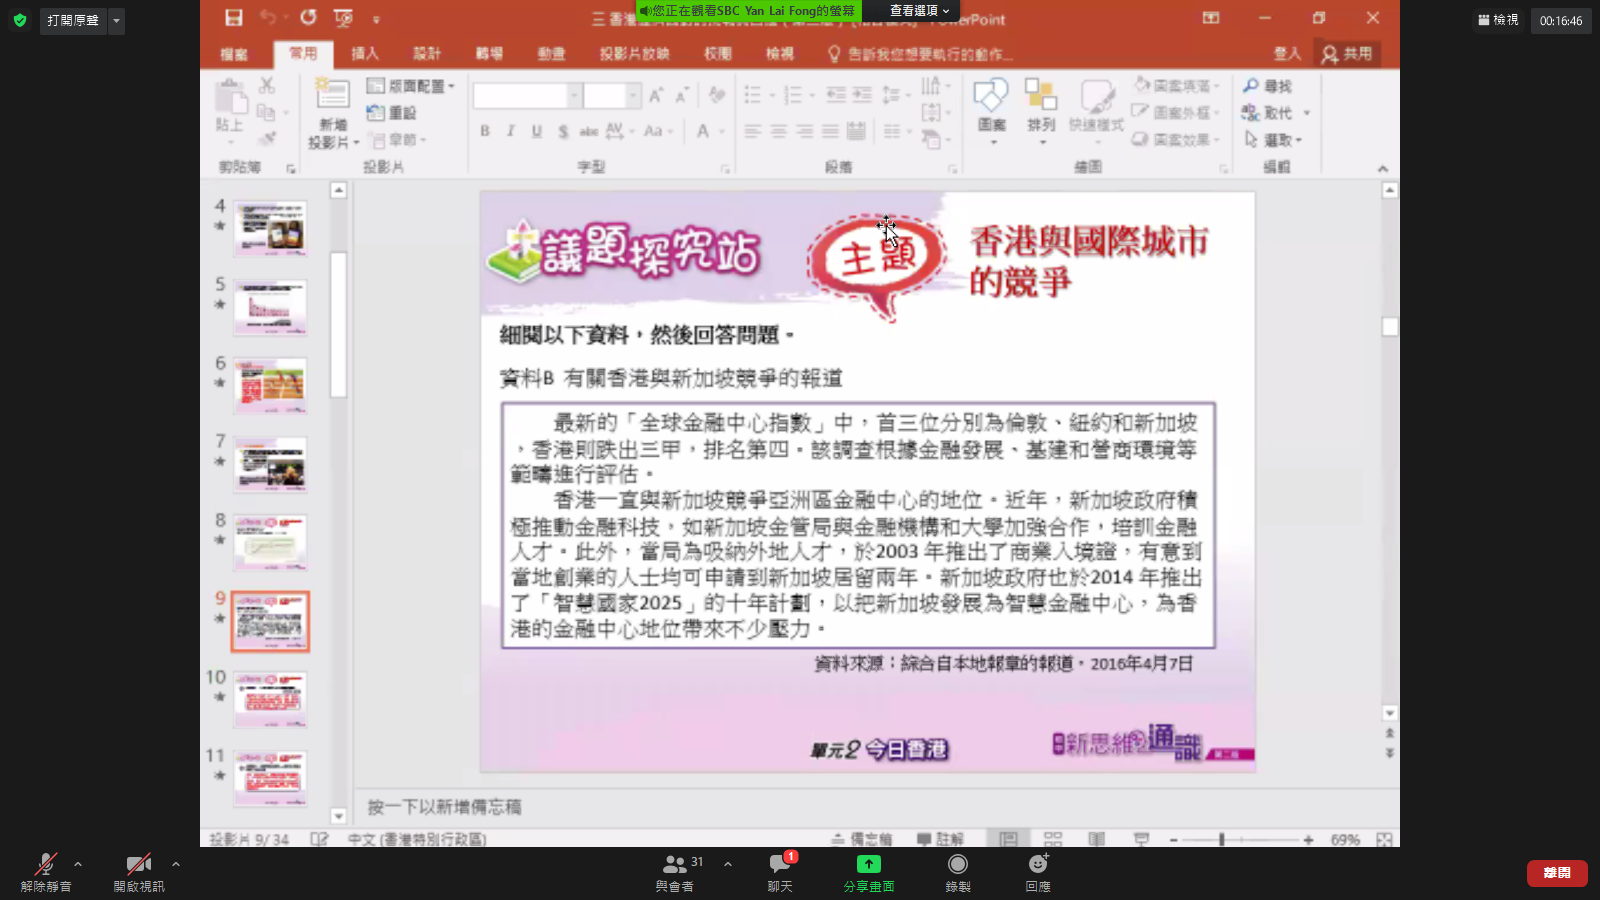 打開原聲
您正在觀看SBC Yan Lai Fong的螢幕
查看選項
PowerPoint
檢視
00:16:46
檔案
常用
插入
設計
轉場
動畫
投影片放映
校閱
檢視
告訴我您想要執行的動作...
登入
共用
貼上
新增
投影片
版面配置
重設
章節
B I U S abc AV Aa A
圖案
排列
快速樣式
圖案填滿
圖案外框
圖案效果
尋找
取代
選取
剪貼簿
投影片
字型
段落
繪圖
編輯
4
5
6
7
8
9
10
11
議題探究站
主題
香港與國際城市
的競爭
細閱以下資料，然後回答問題。
資料B 有關香港與新加坡競爭的報道
最新的「全球金融中心指數」中，首三位分別為倫敦、紐約和新加坡
，香港則跌出三甲，排名第四。該調查根據金融發展、基建和營商環境等
範疇進行評估。
香港一直與新加坡競爭亞洲區金融中心的地位。近年，新加坡政府積
極推動金融科技，如新加坡金管局與金融機構和大學加強合作，培訓金融
人才。此外，當局為吸納外地人才，於2003 年推出了商業入境證，有意到
當地創業的人士均可申請到新加坡居留兩年。新加坡政府也於2014 年推出
了「智慧國家2025」的十年計劃，以把新加坡發展為智慧金融中心，為香
港的金融中心地位帶來不少壓力。
資料來源：綜合自本地報章的報道，2016年4月7日
單元2 今日香港
初中 新思維 通識 第二版
按一下以新增備忘稿
投影片 9/ 34
中文 (香港特別行政區)
備忘稿
註解
69%
解除靜音
開啟視訊
與會者
31
聊天
1
分享畫面
錄製
回應
離開